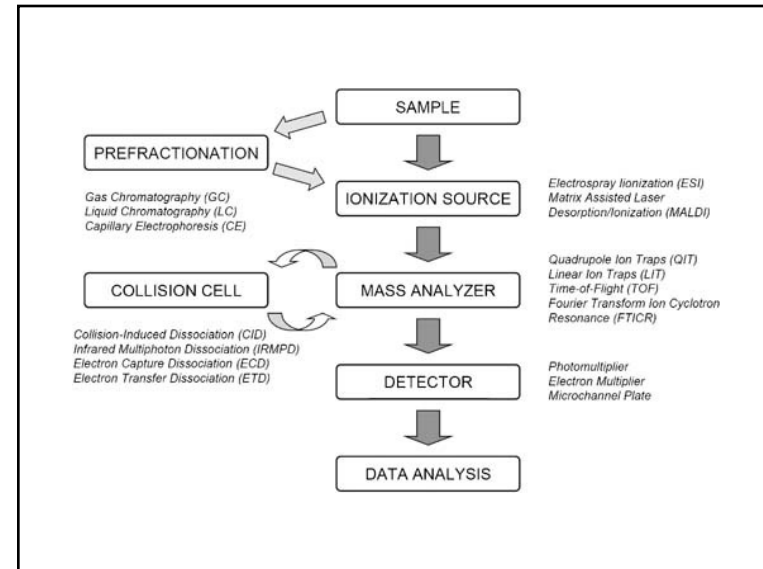 SAMPLE
PREFRACTIONATION
Gas Chromatography (GC)
Liquid Chromatography (LC)
Capillary Electrophoresis (CE)
IONIZATION SOURCE
Electrospray Iionization (ESI)
Matrix Assisted Laser
Desorption/Ionization (MALDI)
COLLISION CELL
Collision-Induced Dissociation (CID)
Infrared Multiphoton Dissociation (IRMPD)
Electron Capture Dissociation (ECD)
Electron Transfer Dissociation (ETD)
MASS ANALYZER
Quadrupole Ion Traps (QIT)
Linear Ion Traps (LIT)
Time-of-Flight (TOF)
Fourier Transform Ion Cyclotron
Resonance (FTICR)
DETECTOR
Photomultiplier
Electron Multiplier
Microchannel Plate
DATA ANALYSIS